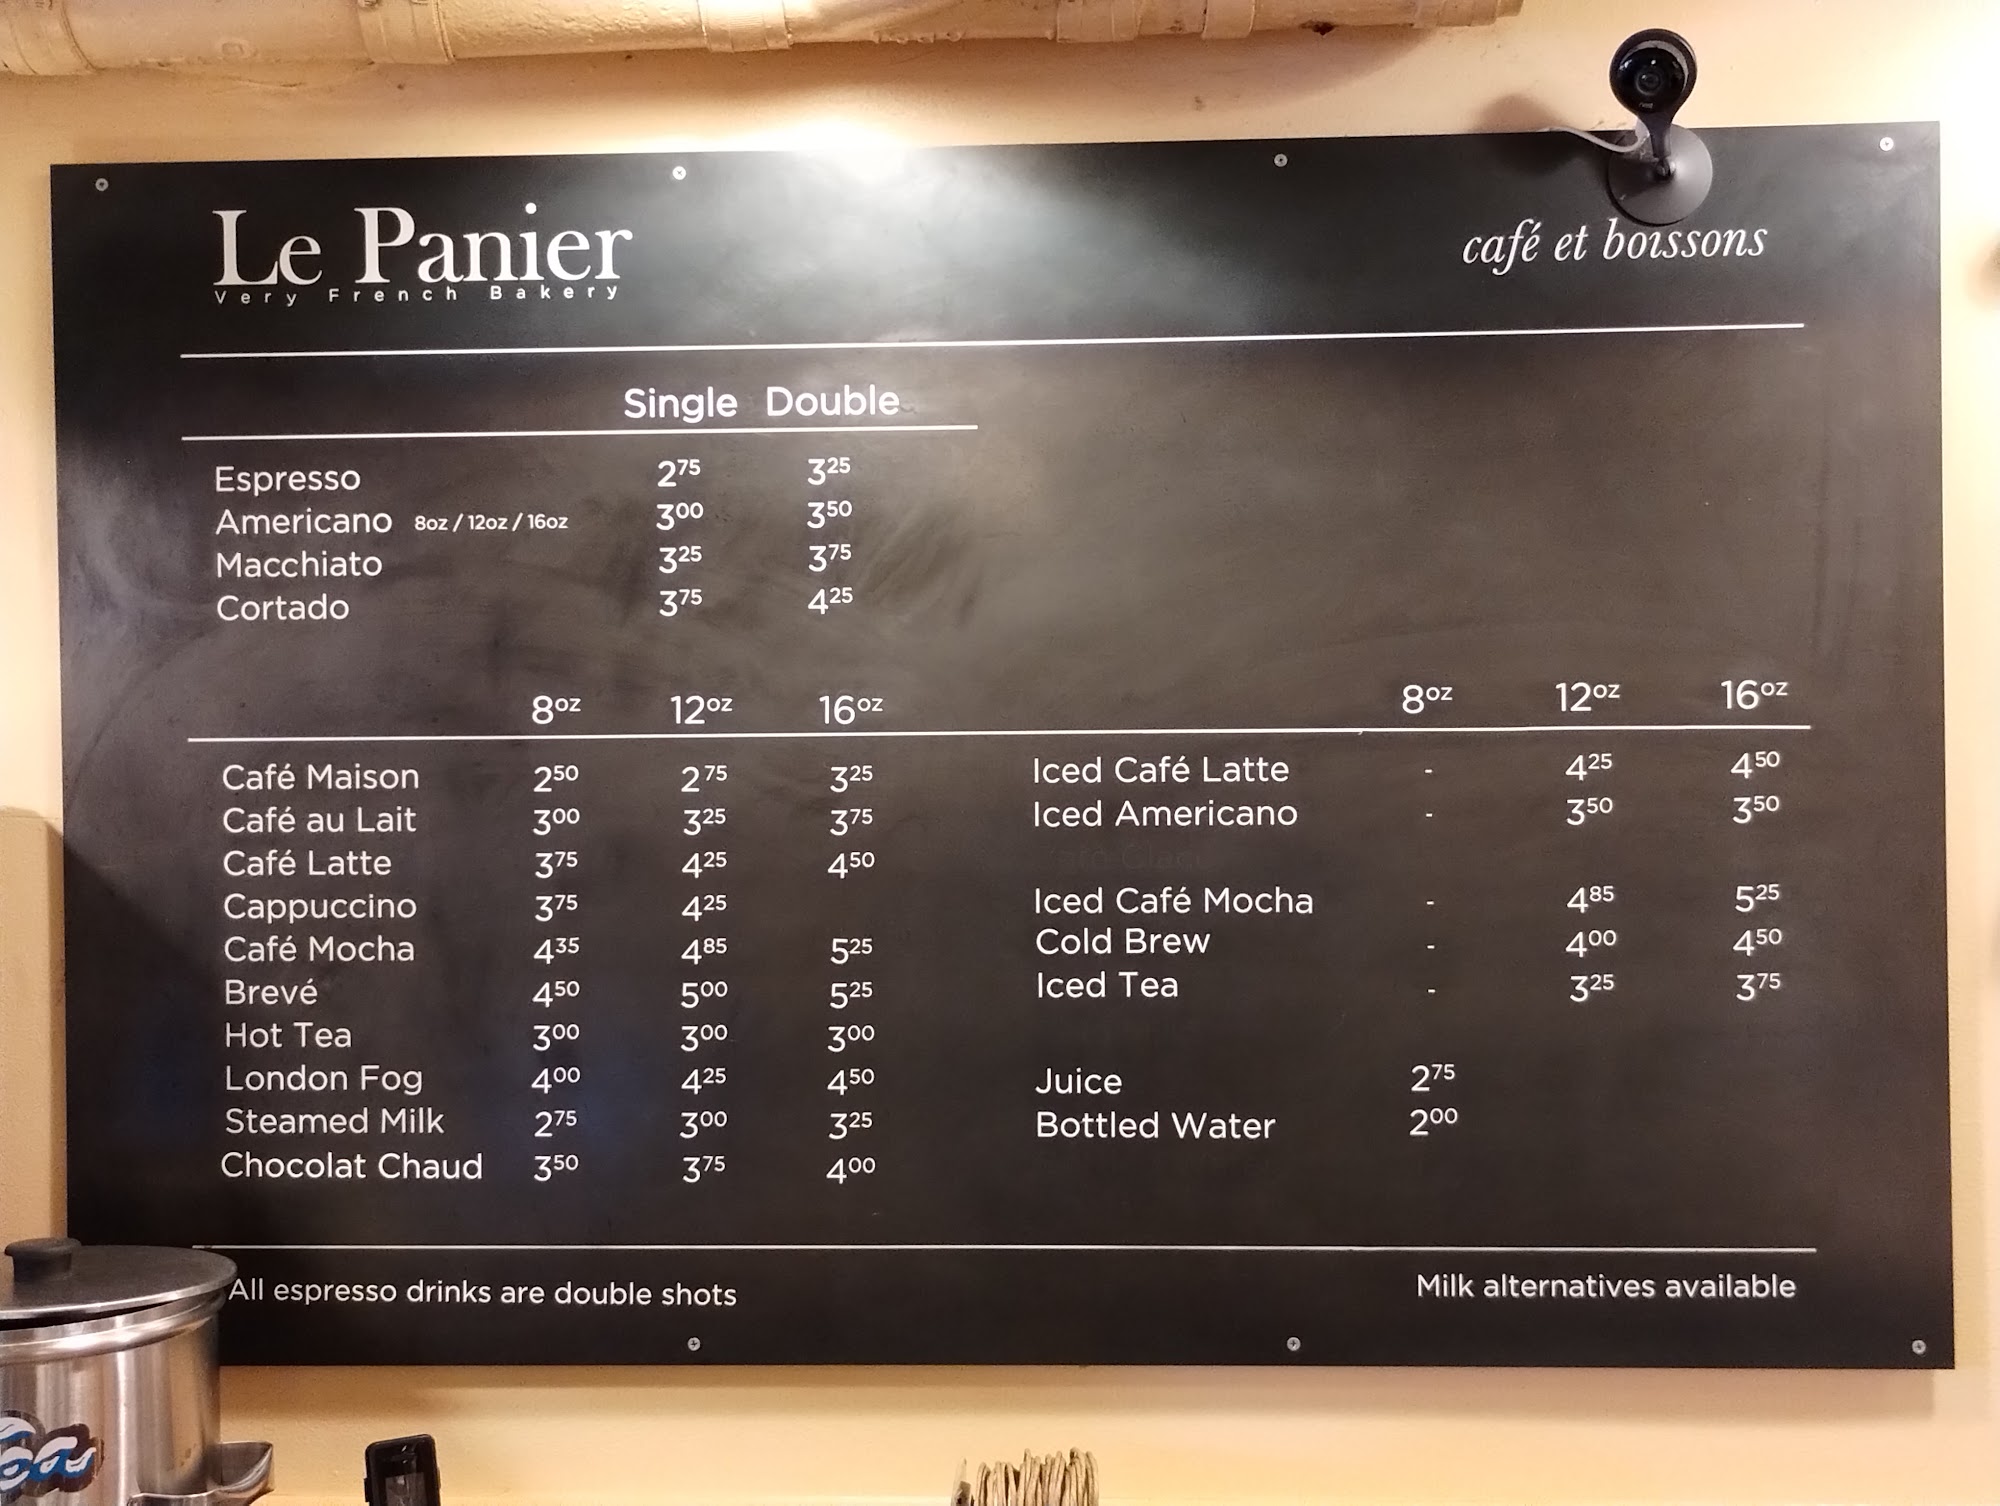 Le Panier
Very French Bakery
café et boissons
Single Double
Espresso 2.75 3.25
Americano 8oz / 12oz / 16oz 3.00 3.50
Macchiato 3.25 3.75
Cortado 3.75 4.25
8oz 12oz 16oz
Café Maison 2.50 2.75 3.25
Café au Lait 3.00 3.25 3.75
Café Latte 3.75 4.25 4.50
Cappuccino 3.75 4.25
Café Mocha 4.35 4.85 5.25
Brevé 4.50 5.00 5.25
Hot Tea 3.00 3.00 3.00
London Fog 4.00 4.25 4.50
Steamed Milk 2.75 3.00 3.25
Chocolat Chaud 3.50 3.75 4.00
8oz 12oz 16oz
Iced Café Latte - 4.25 4.50
Iced Americano - 3.50 3.50
Iced Café Mocha - 4.85 5.25
Cold Brew - 4.00 4.50
Iced Tea - 3.25 3.75
Juice 2.75
Bottled Water 2.00
All espresso drinks are double shots
Milk alternatives available